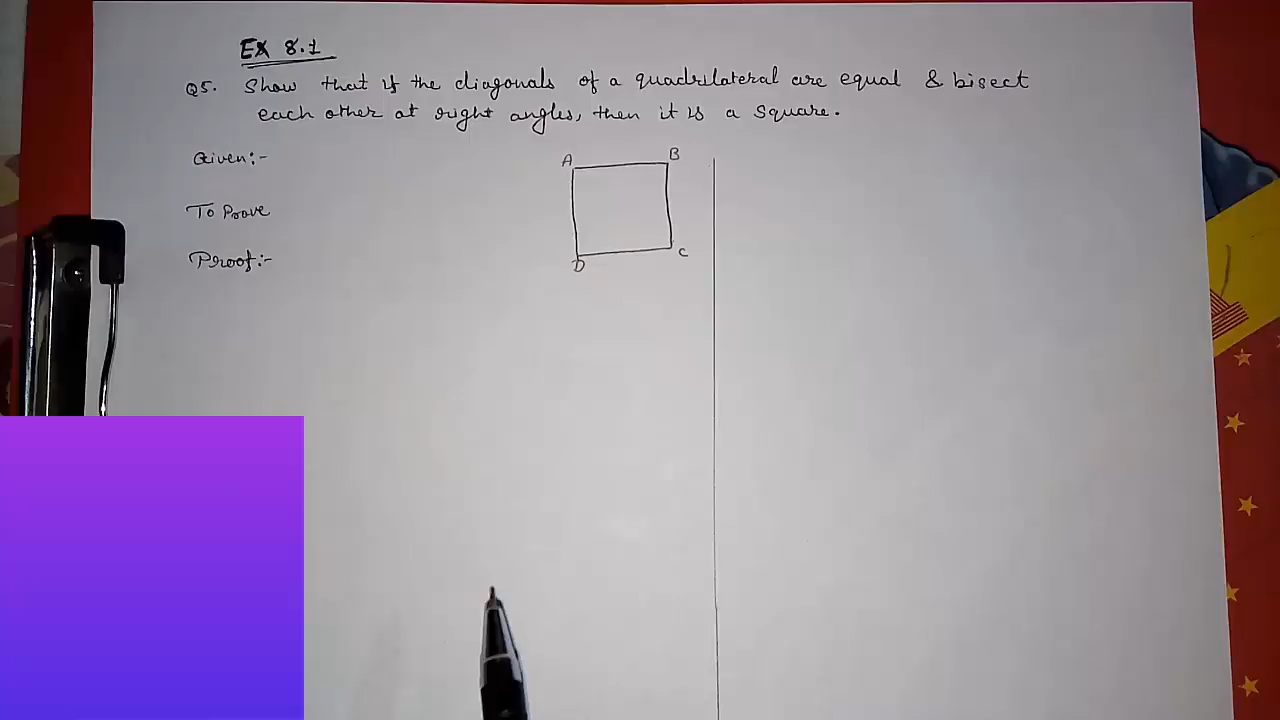 Ex 8.1
Q5. Show that if the diagonals of a quadrilateral are equal & bisect
each other at right angles, then it is a square.
Given:-
A B
To Prove
Proof:-
D C